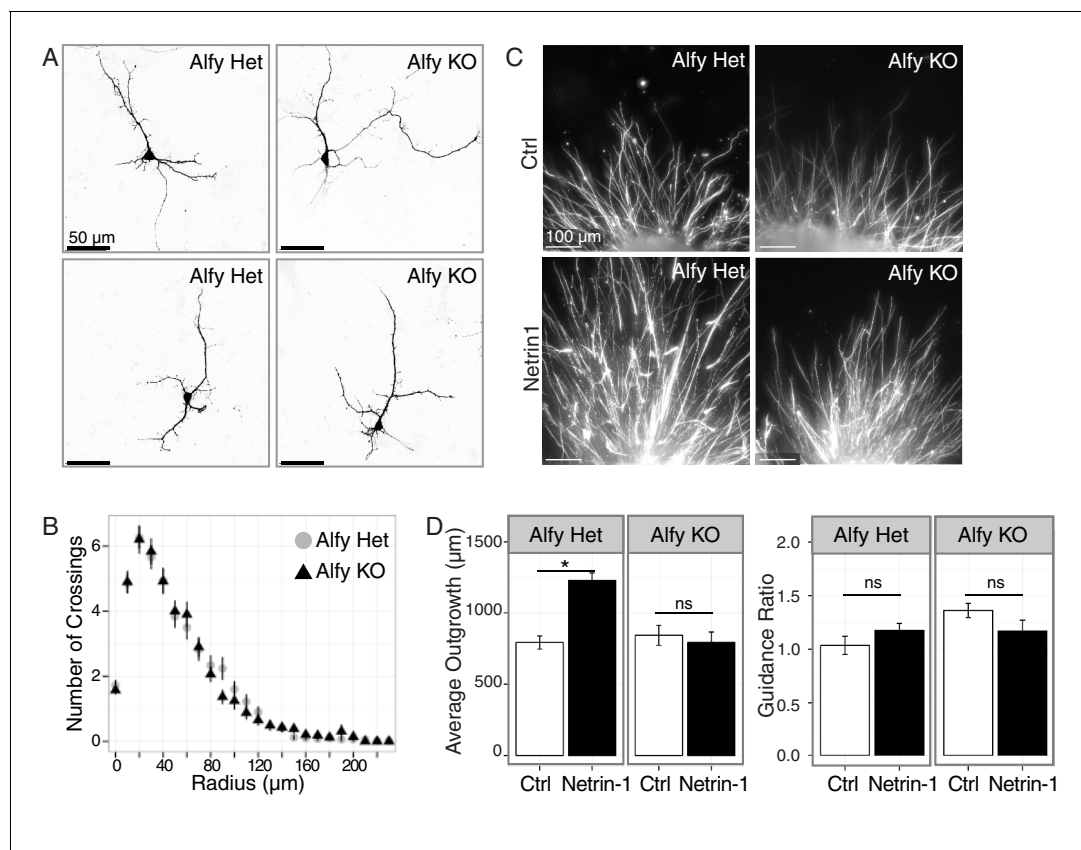 A
Alfy Het
Alfy KO
50 µm
Alfy Het
Alfy KO
C
Alfy Het
Alfy KO
Ctrl
100 µm
Alfy Het
Alfy KO
Netrin1
B
Number of Crossings
6
4
2
0
Alfy Het
Alfy KO
0
40
80
120
160
200
Radius (µm)
D
Average Outgrowth (µm)
1500
1000
500
0
Alfy Het
Alfy KO
*
ns
Ctrl Netrin-1
Ctrl Netrin-1
Guidance Ratio
2.0
1.5
1.0
0.5
0.0
Alfy Het
Alfy KO
ns
ns
Ctrl Netrin-1
Ctrl Netrin-1